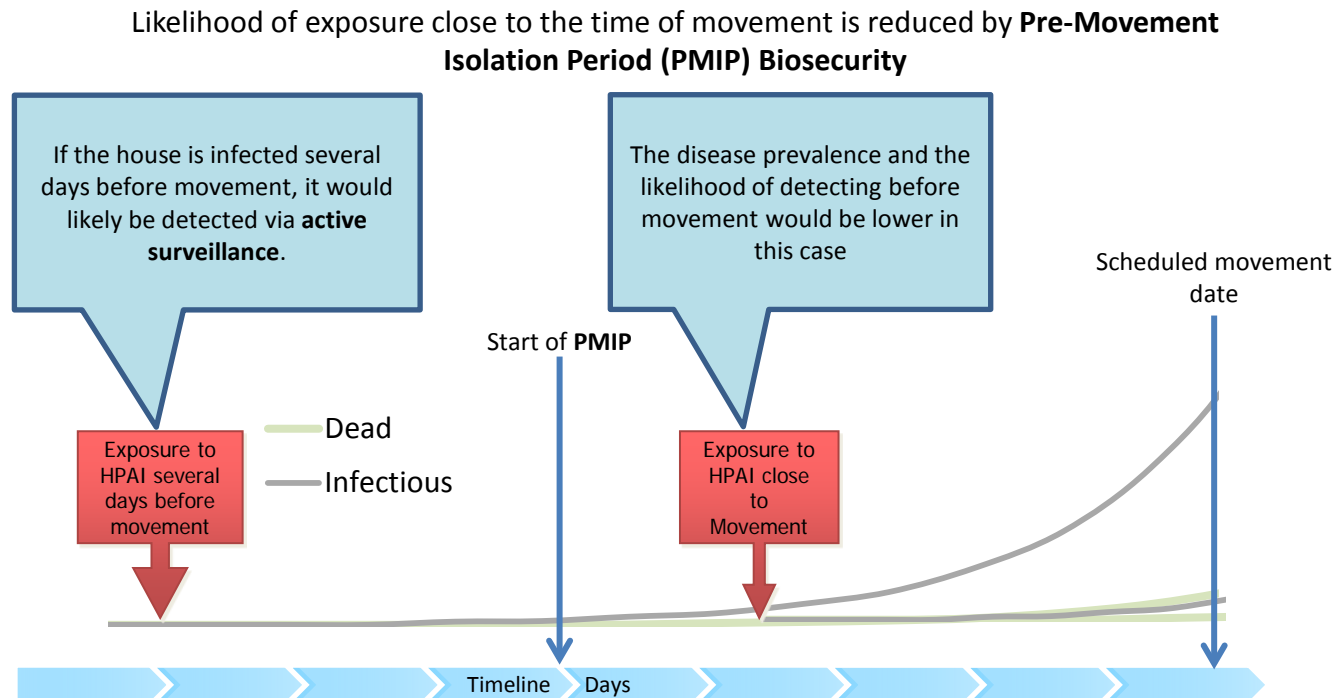 Likelihood of exposure close to the time of movement is reduced by Pre-Movement
Isolation Period (PMIP) Biosecurity
If the house is infected several
days before movement, it would
likely be detected via active
surveillance.
The disease prevalence and the
likelihood of detecting before
movement would be lower in
this case
Scheduled movement
date
Start of PMIP
Exposure to
HPAI several
days before
movement
Dead
Infectious
Exposure to
HPAI close
to
Movement
Timeline Days